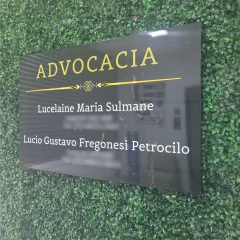 ADVOCACIA
Lucelaine Maria Sulmane
Lucio Gustavo Fregonesi Petrocilo